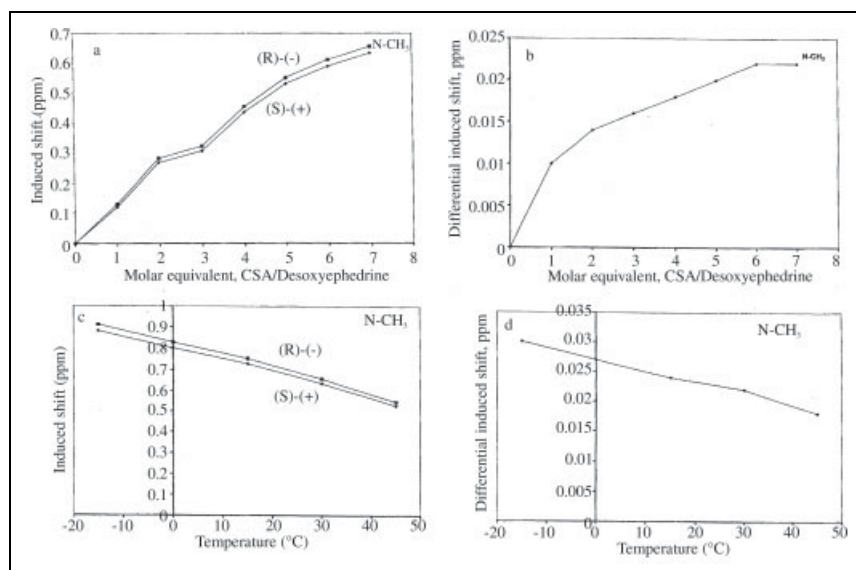 a
0.7
0.6
0.5
0.4
0.3
0.2
0.1
0
Induced shift (ppm)
(R)-(-)
(S)-(+)
N-CH3
0 1 2 3 4 5 6 7 8
Molar equivalent, CSA/Desoxyephedrine
b
0.025
0.02
0.015
0.01
0.005
0
Differential induced shift, ppm
N-CH3
0 1 2 3 4 5 6 7 8
Molar equivalent, CSA/Desoxyephedrine
c
1
0.9
0.8
0.7
0.6
0.5
0.4
0.3
0.2
0.1
0
Induced shift (ppm)
N-CH3
(R)-(-)
(S)-(+)
-20 -10 0 10 20 30 40 50
Temperature (°C)
d
0.035
0.03
0.025
0.02
0.015
0.01
0.005
0
Differential induced shift, ppm
N-CH3
-20 -10 0 10 20 30 40 50
Temperature (°C)